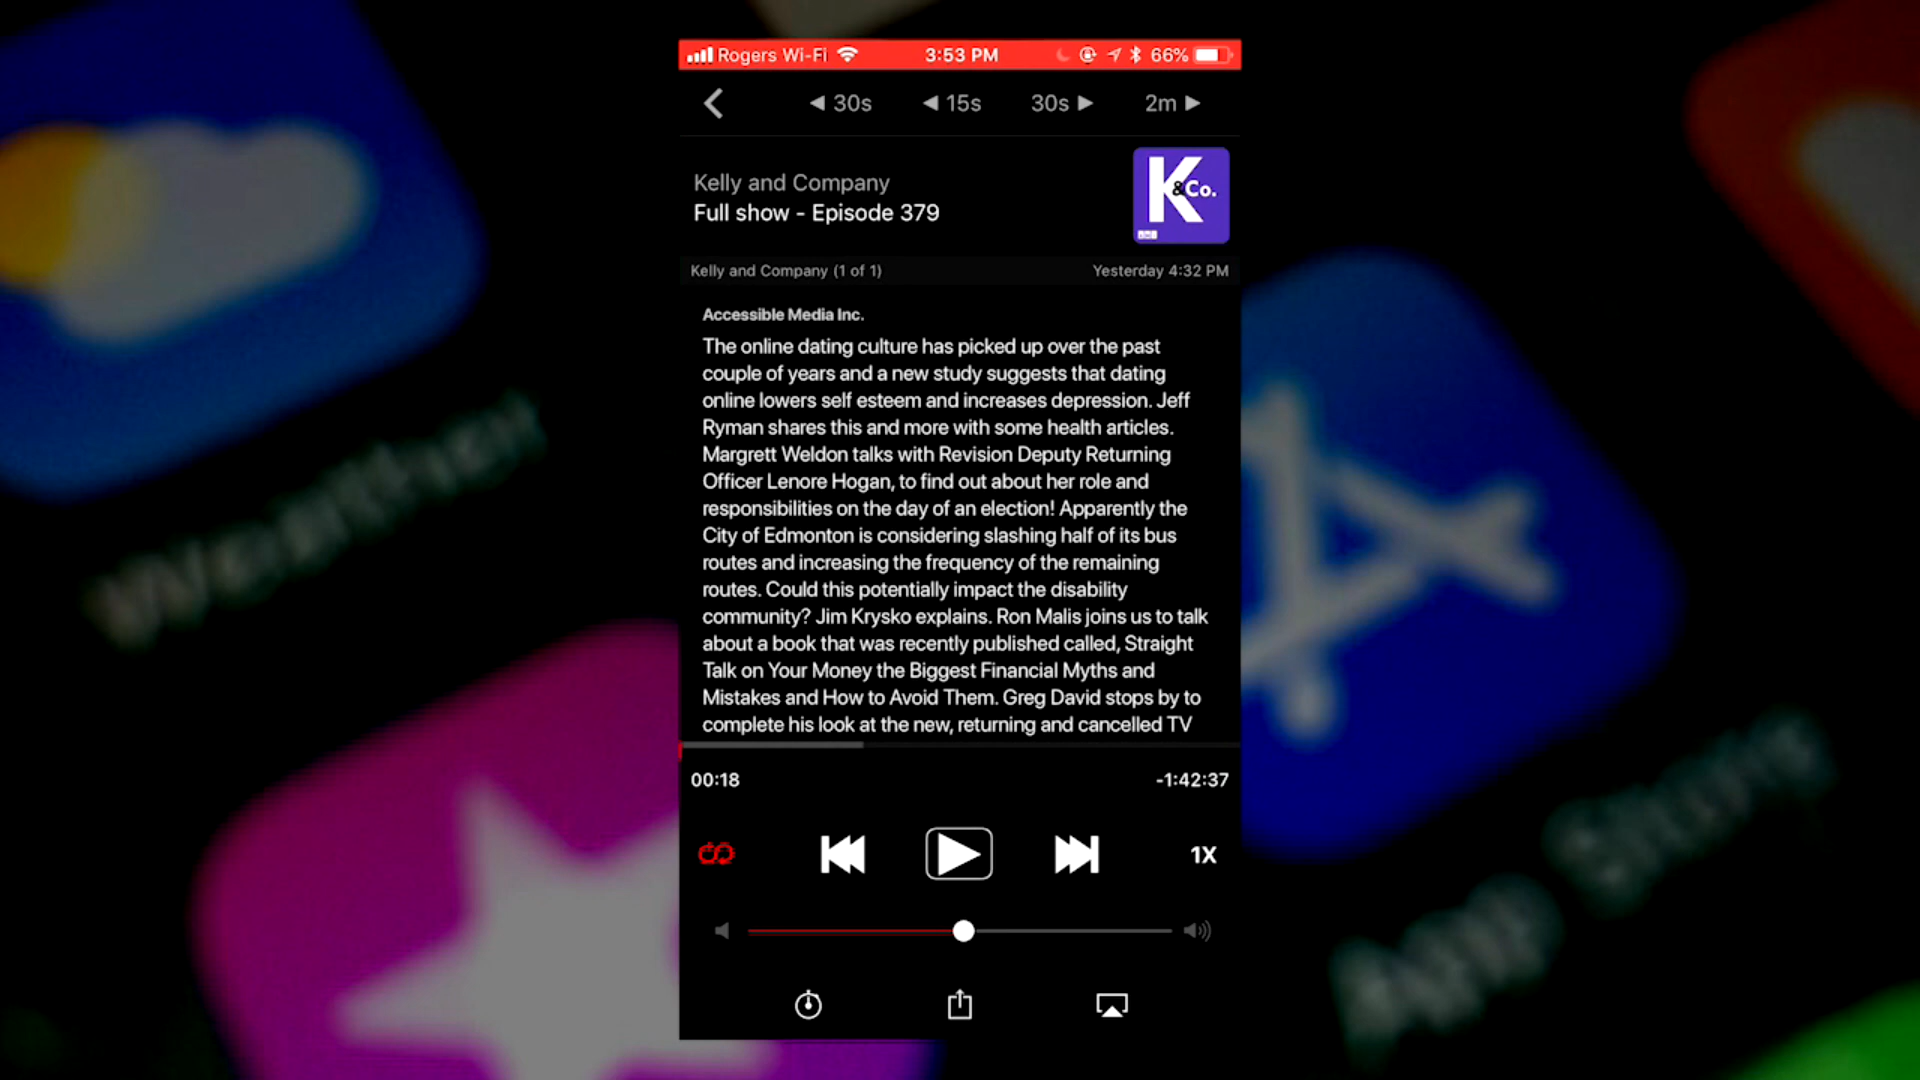 Rogers Wi-Fi 3:53 PM 66%
30s 15s 30s 2m
Kelly and Company
Full show - Episode 379
K &Co.
Kelly and Company (1 of 1) Yesterday 4:32 PM
Accessible Media Inc.
The online dating culture has picked up over the past
couple of years and a new study suggests that dating
online lowers self esteem and increases depression. Jeff
Ryman shares this and more with some health articles.
Margrett Weldon talks with Revision Deputy Returning
Officer Lenore Hogan, to find out about her role and
responsibilities on the day of an election! Apparently the
City of Edmonton is considering slashing half of its bus
routes and increasing the frequency of the remaining
routes. Could this potentially impact the disability
community? Jim Krysko explains. Ron Malis joins us to talk
about a book that was recently published called, Straight
Talk on Your Money the Biggest Financial Myths and
Mistakes and How to Avoid Them. Greg David stops by to
complete his look at the new, returning and cancelled TV
00:18 -1:42:37
1X
Weather
App Store